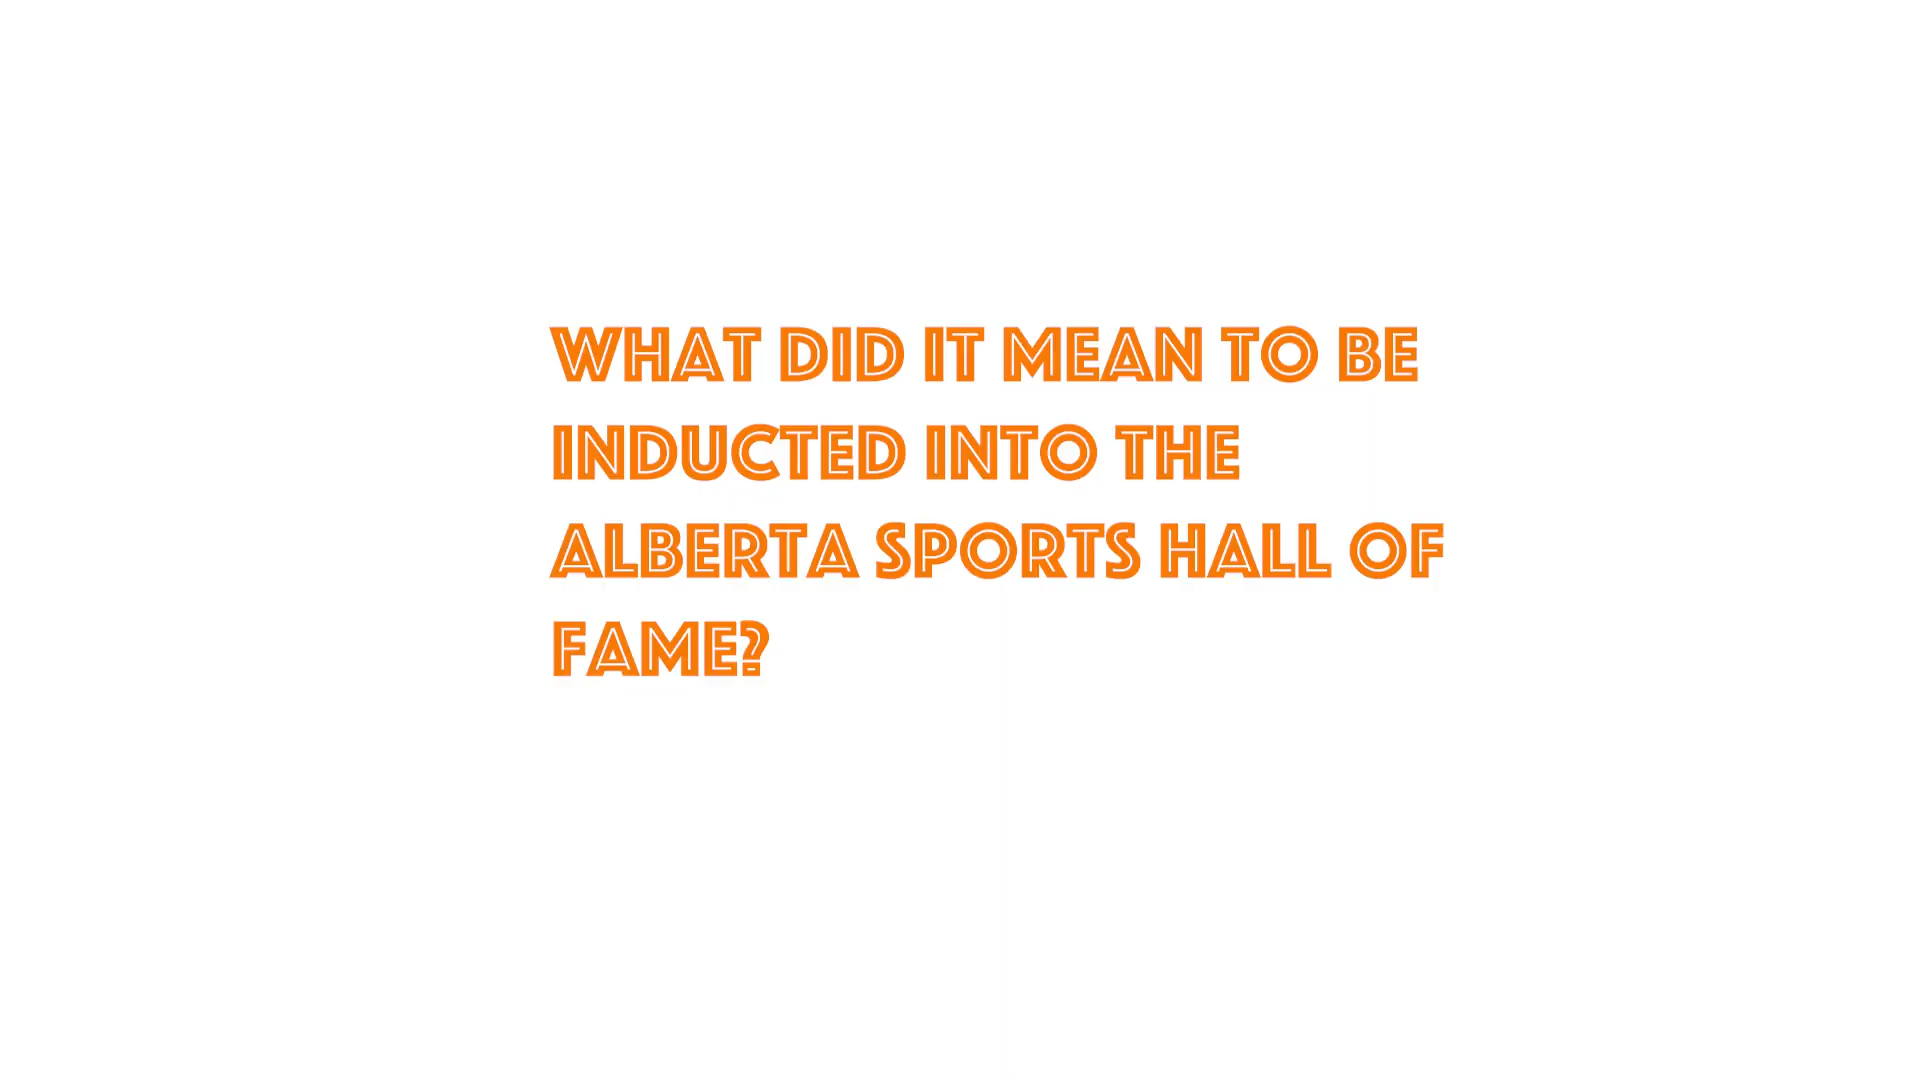 WHAT DID IT MEAN TO BE
INDUCTED INTO THE
ALBERTA SPORTS HALL OF
FAME?